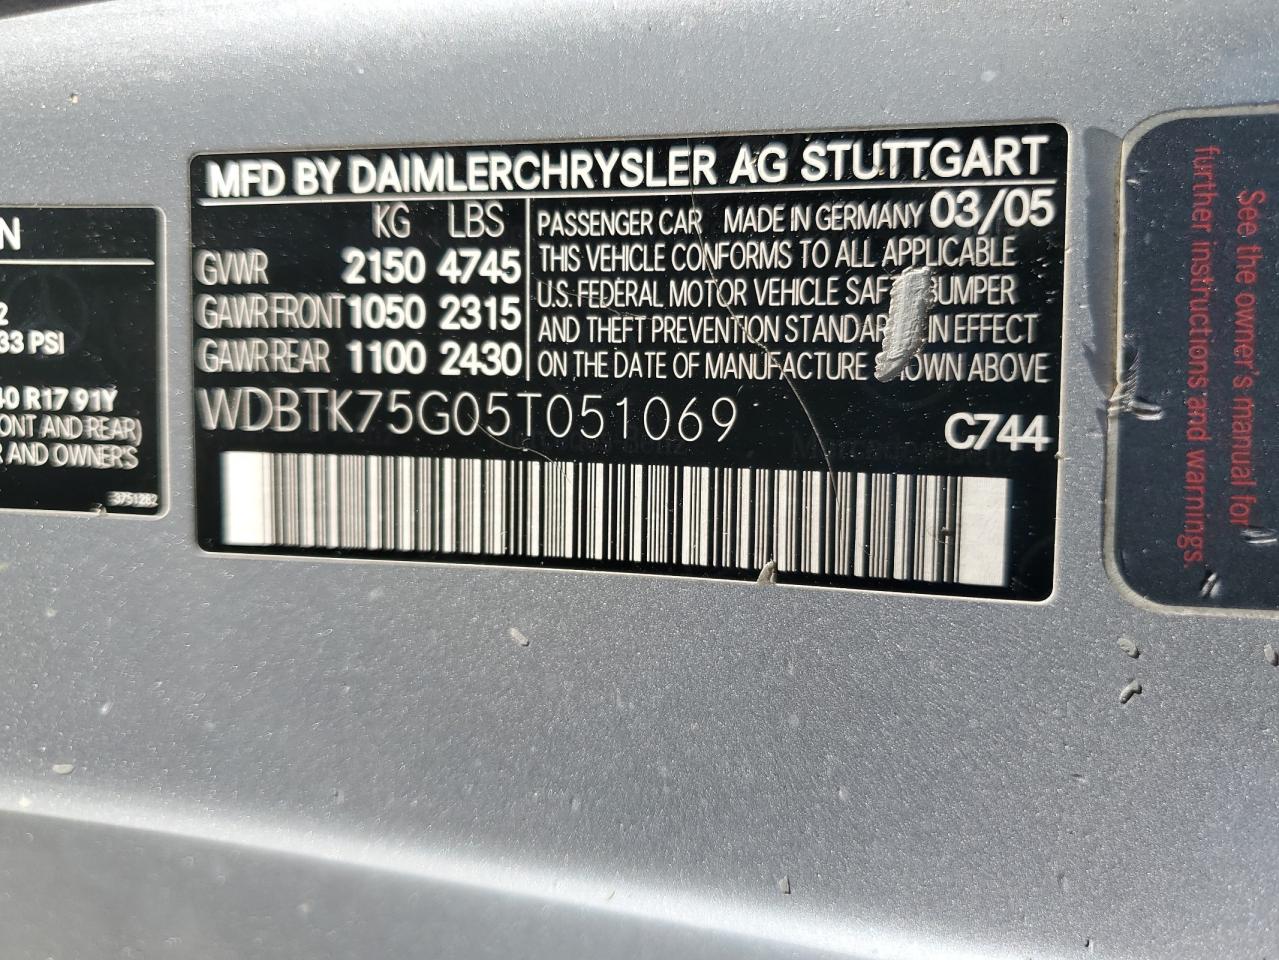 MFD BY DAIMLERCHRYSLER AG STUTTGART
KG LBS
GVWR 2150 4745
GAWR FRONT 1050 2315
GAWR REAR 1100 2430
PASSENGER CAR MADE IN GERMANY 03/05
THIS VEHICLE CONFORMS TO ALL APPLICABLE
U.S. FEDERAL MOTOR VEHICLE BUMPER
AND THEFT PREVENTION IN EFFECT
ON THE DATE OF MANUFACTURE ABOVE
WDBTK75G05T051069
C744
N
2
33 PSI
40 R17 91Y
ONT AND REAR)
R AND OWNER'S
3751282
See the owner's manual for
further instructions and warnings.